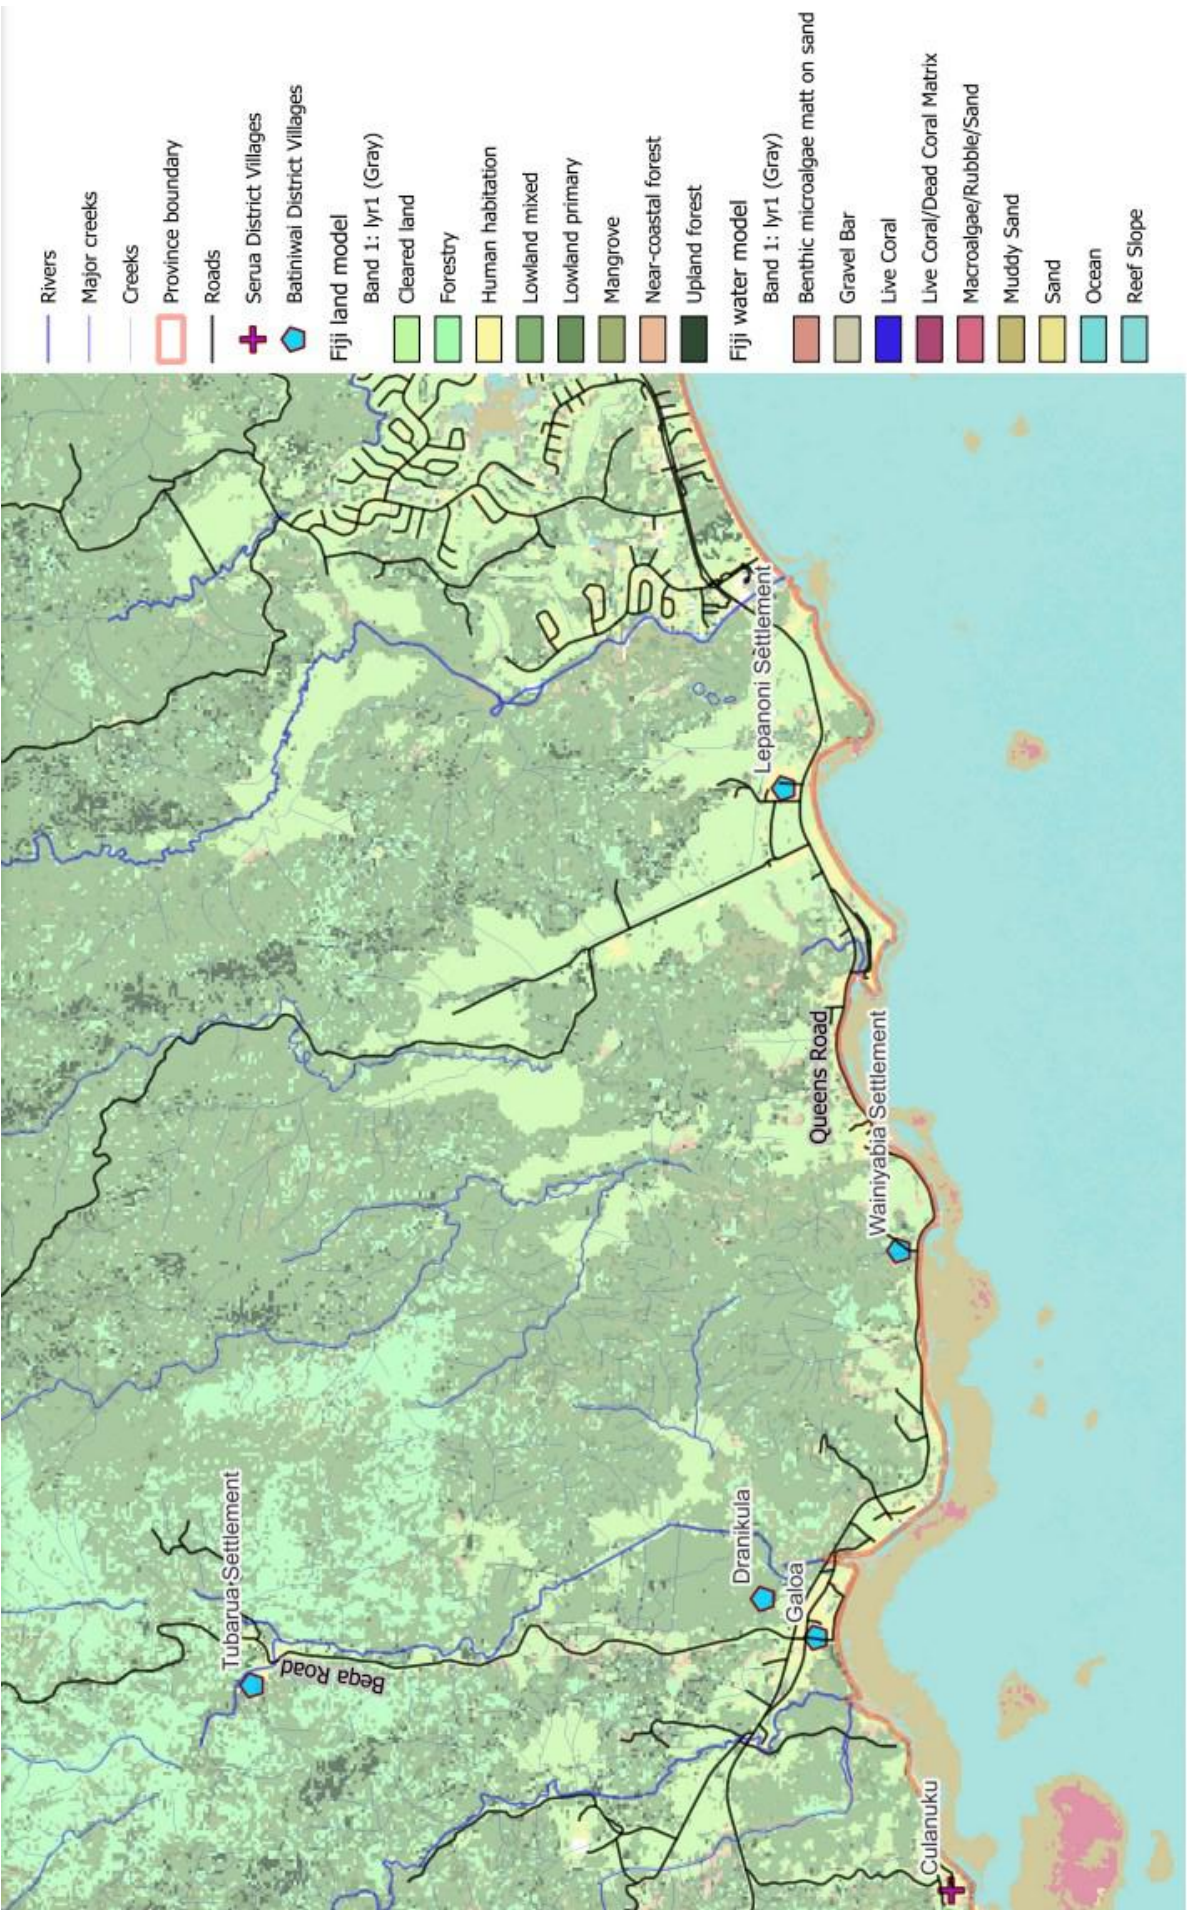 Rivers
Major creeks
Creeks
Province boundary
Roads
Serua District Villages
Batiniwai District Villages
Fiji land model
Band 1: lyr1 (Gray)
Cleared land
Forestry
Human habitation
Lowland mixed
Lowland primary
Mangrove
Near-coastal forest
Upland forest
Fiji water model
Band 1: lyr1 (Gray)
Benthic microalgae matt on sand
Gravel Bar
Live Coral
Live Coral/Dead Coral Matrix
Macroalgae/Rubble/Sand
Muddy Sand
Sand
Ocean
Reef Slope
Tubarua Settlement
Beqa Road
Dranikula
Galoa
Culanuku
Wainiyabia Settlement
Queens Road
Lepanoni Settlement